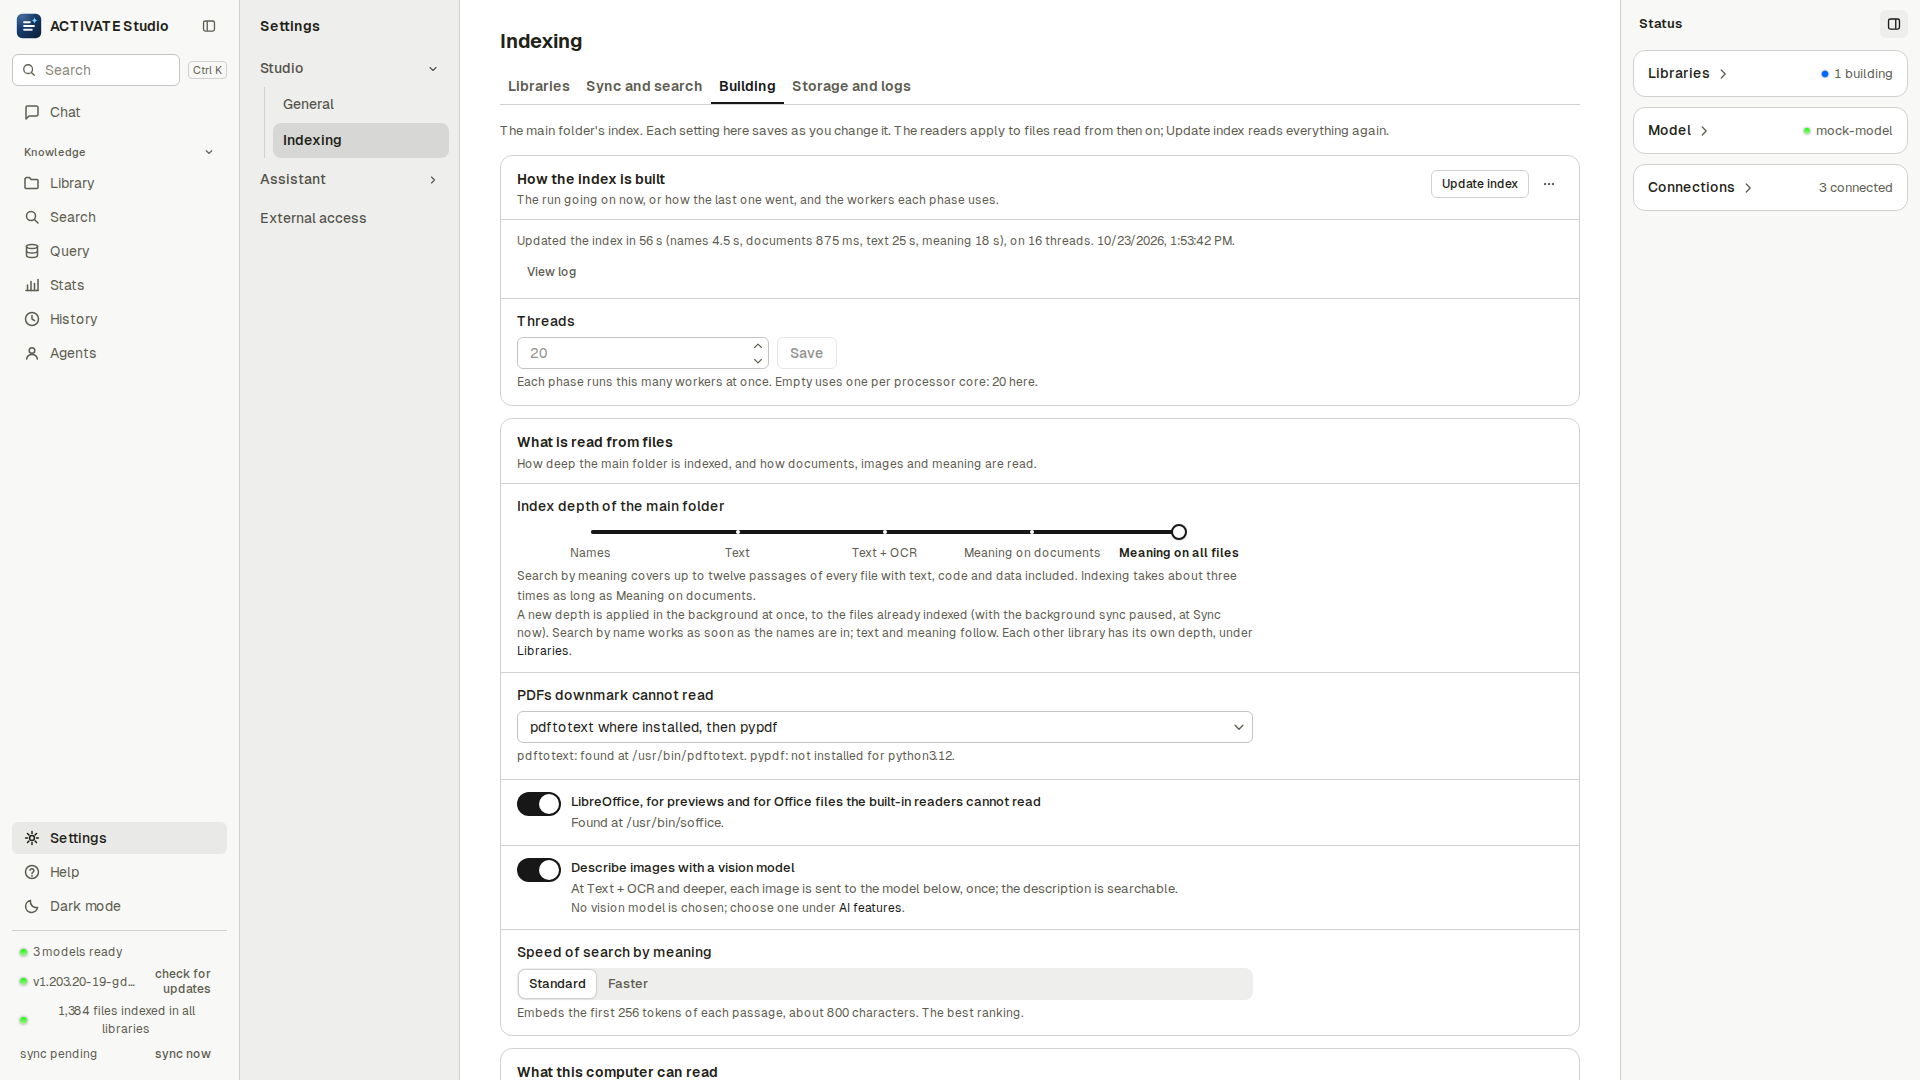 ACTIVATE Studio
Search
Ctrl K
Chat
Knowledge
Library
Search
Query
Stats
History
Agents
Settings
Help
Dark mode
3 models ready
v1.203.20-19-gd...
check for updates
1,384 files indexed in all libraries
sync pending
sync now
Settings
Studio
General
Indexing
Assistant
External access
Indexing
Libraries
Sync and search
Building
Storage and logs
The main folder's index. Each setting here saves as you change it. The readers apply to files read from then on; Update index reads everything again.
How the index is built
The run going on now, or how the last one went, and the workers each phase uses.
Update index
Updated the index in 56 s (names 4.5 s, documents 875 ms, text 25 s, meaning 18 s), on 16 threads. 10/23/2026, 1:53:42 PM.
View log
Threads
20
Save
Each phase runs this many workers at once. Empty uses one per processor core: 20 here.
What is read from files
How deep the main folder is indexed, and how documents, images and meaning are read.
Index depth of the main folder
Names
Text
Text + OCR
Meaning on documents
Meaning on all files
Search by meaning covers up to twelve passages of every file with text, code and data included. Indexing takes about three
times as long as Meaning on documents.
A new depth is applied in the background at once, to the files already indexed (with the background sync paused, at Sync
now). Search by name works as soon as the names are in; text and meaning follow. Each other library has its own depth, under
Libraries.
PDFs downmark cannot read
pdftotext where installed, then pypdf
pdftotext: found at /usr/bin/pdftotext. pypdf: not installed for python3.12.
LibreOffice, for previews and for Office files the built-in readers cannot read
Found at /usr/bin/soffice.
Describe images with a vision model
At Text + OCR and deeper, each image is sent to the model below, once; the description is searchable.
No vision model is chosen; choose one under AI features.
Speed of search by meaning
Standard
Faster
Embeds the first 256 tokens of each passage, about 800 characters. The best ranking.
What this computer can read
Status
Libraries
1 building
Model
mock-model
Connections
3 connected